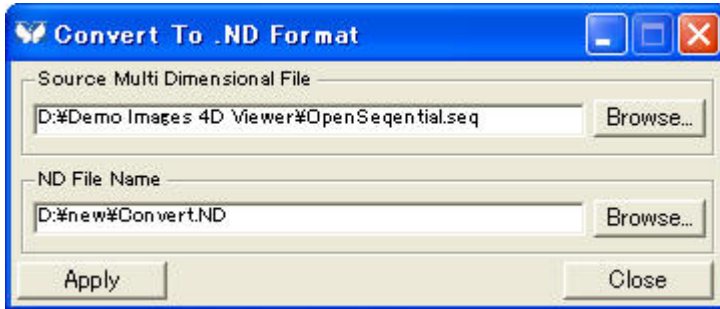 Convert To .ND Format
Source Multi Dimensional File
D:¥Demo Images 4D Viewer¥OpenSeqential.seq
Browse...
ND File Name
D:¥new¥Convert.ND
Browse...
Apply
Close